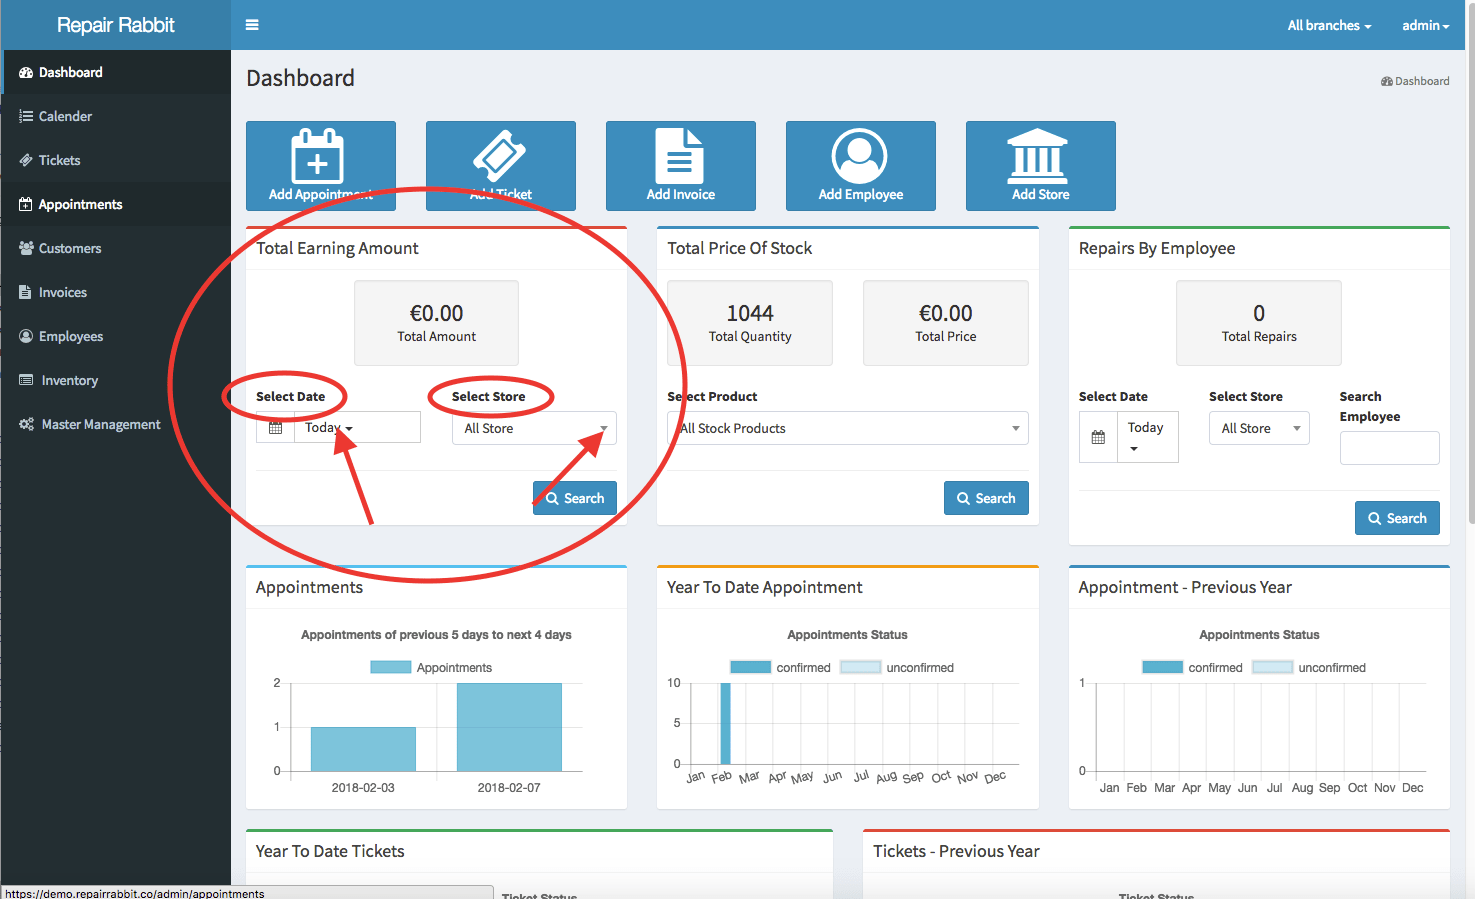 Repair Rabbit
All branches
admin
Dashboard
Calender
Tickets
Appointments
Customers
Invoices
Employees
Inventory
Master Management
Dashboard
Dashboard
Add Appointment
Add Ticket
Add Invoice
Add Employee
Add Store
Total Earning Amount
€0.00
Total Amount
Select Date
Select Store
Today
All Store
Search
Total Price Of Stock
1044
Total Quantity
€0.00
Total Price
Select Product
All Stock Products
Search
Repairs By Employee
0
Total Repairs
Select Date
Select Store
Search
Employee
Today
All Store
Search
Appointments
Appointments of previous 5 days to next 4 days
Appointments
2
1
0
2018-02-03
2018-02-07
Year To Date Appointment
Appointments Status
confirmed
unconfirmed
10
5
0
Jan Feb Mar Apr May Jun Jul Aug Sep Oct Nov Dec
Appointment - Previous Year
Appointments Status
confirmed
unconfirmed
1
0
Jan Feb Mar Apr May Jun Jul Aug Sep Oct Nov Dec
Year To Date Tickets
Ticket Status
Tickets - Previous Year
Ticket Status
https://demo.repairrabbit.co/admin/appointments